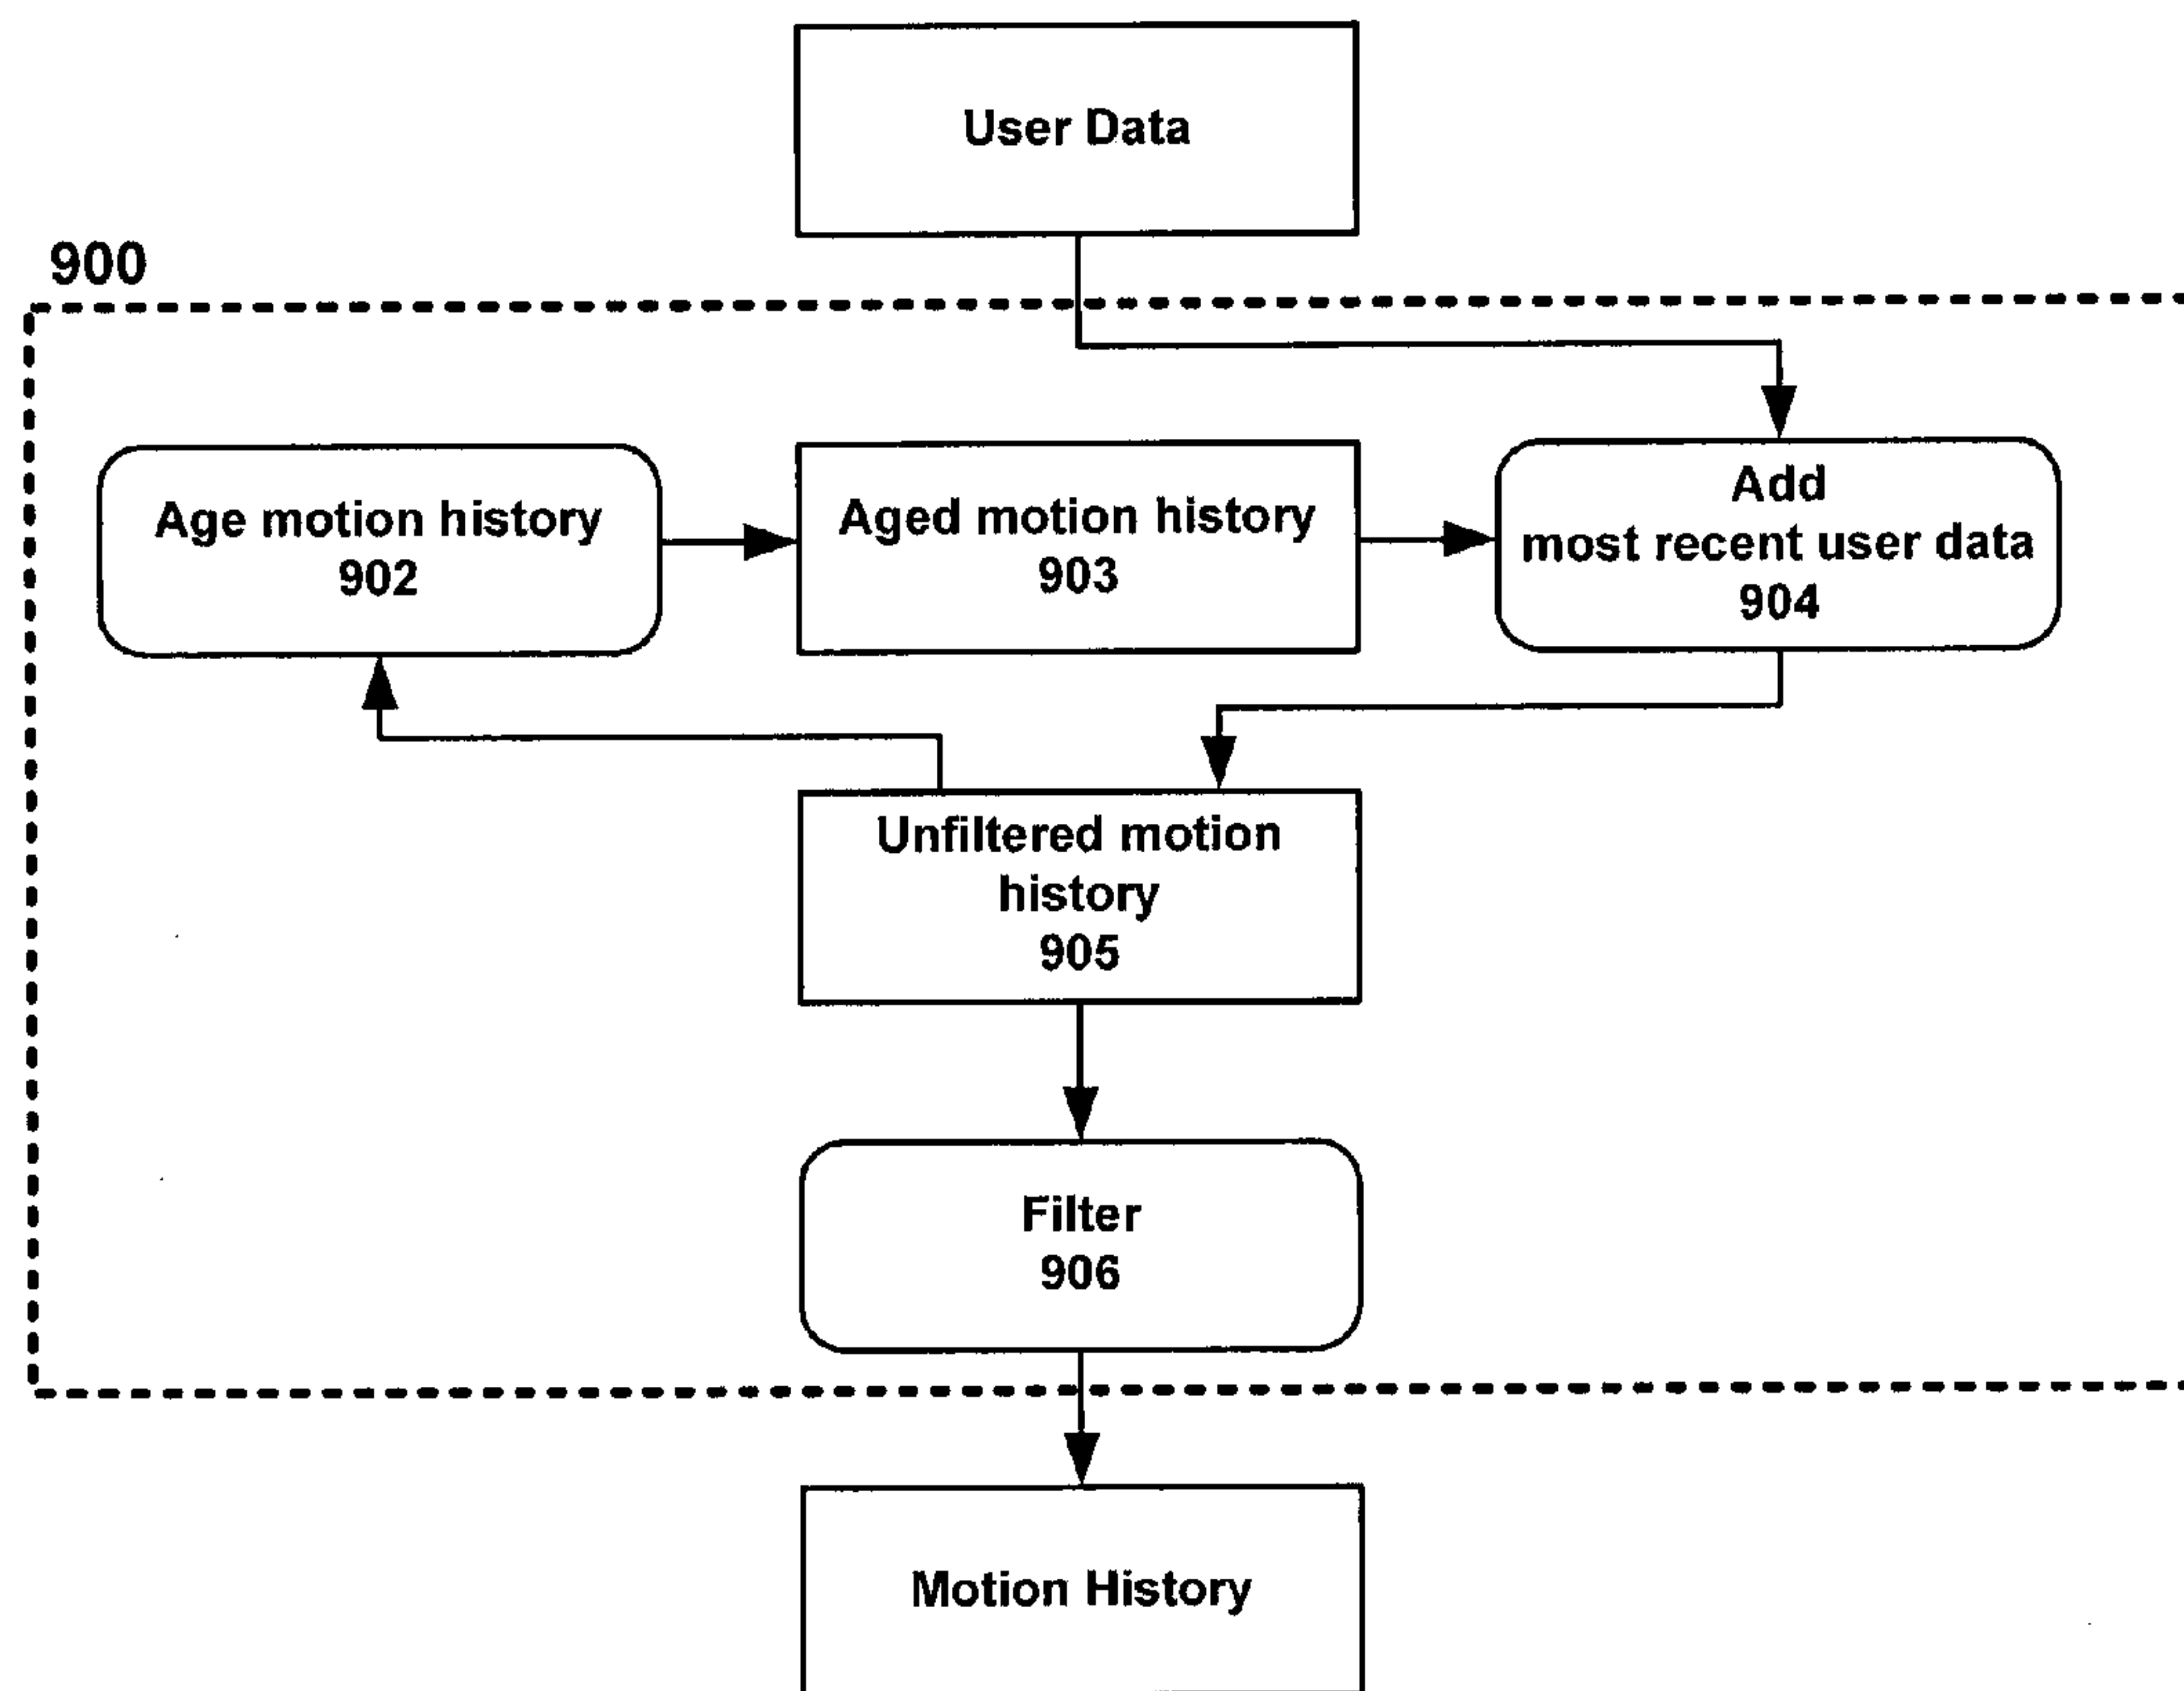 User Data
900
Age motion history
902
Aged motion history
903
Add
most recent user data
904
Unfiltered motion
history
905
Filter
906
Motion History